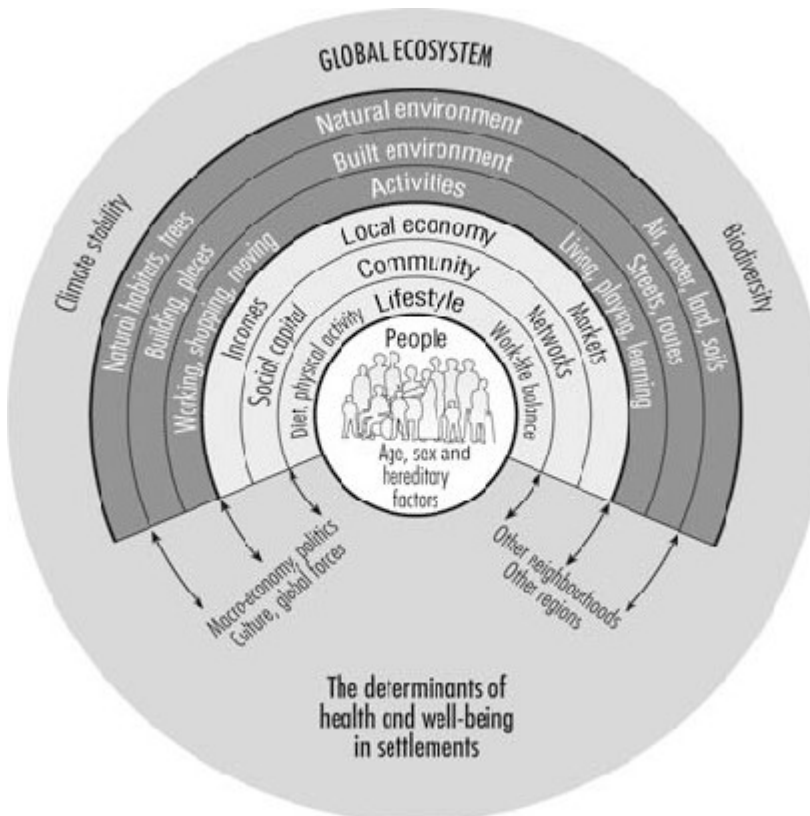 GLOBAL ECOSYSTEM
Climate stability
Biodiversity
Natural environment
Natural habitats, trees
Air, water, land, soils
Built environment
Building, places
Streets, routes
Activities
Working, shopping, moving
Living, playing, learning
Local economy
Incomes
Markets
Community
Social capital
Networks
Lifestyle
Diet, physical activity
Work-life balance
People
Age, sex and
hereditary
factors
Macro-economy, politics
Culture, global forces
Other neighbourhoods
Other regions
The determinants of
health and well-being
in settlements